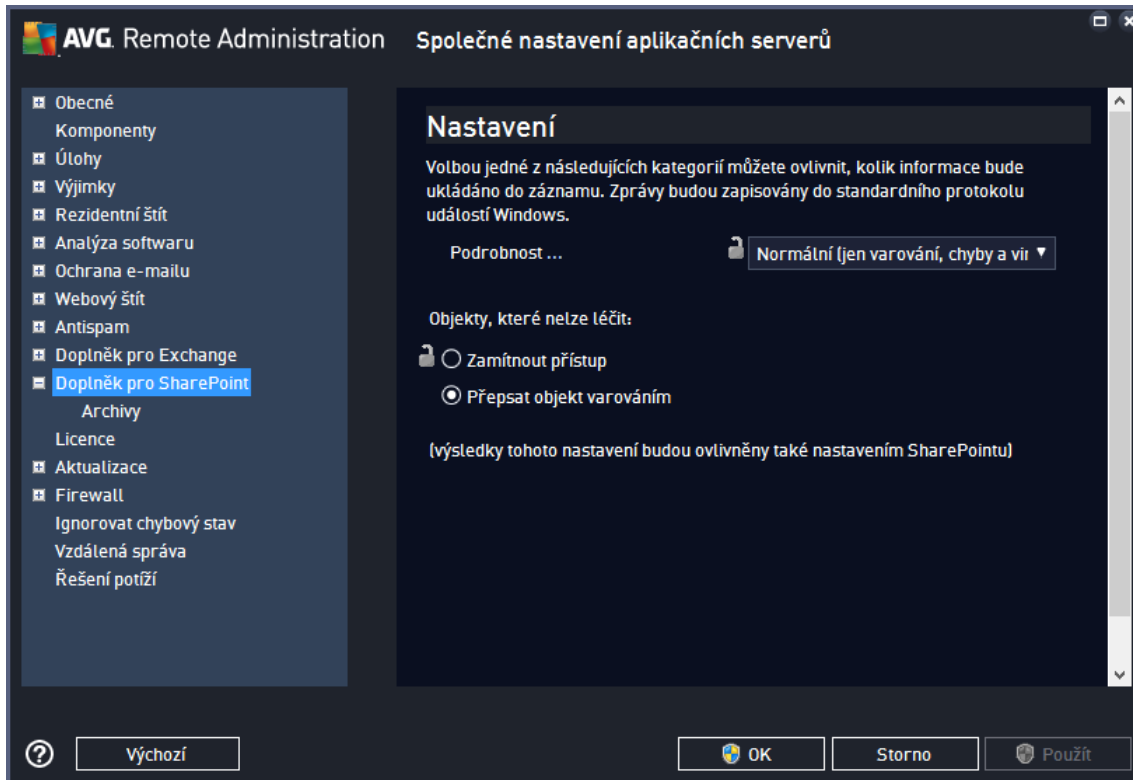 AVG. Remote Administration
Společné nastavení aplikačních serverů
Obecné
Komponenty
Úlohy
Výjimky
Rezidentní štít
Analýza softwaru
Ochrana e-mailu
Webový štít
Antispam
Doplněk pro Exchange
Doplněk pro SharePoint
Archivy
Licence
Aktualizace
Firewall
Ignorovat chybový stav
Vzdálená správa
Řešení potíží
Nastavení
Volbou jedné z následujících kategorií můžete ovlivnit, kolik informace bude
ukládáno do záznamu. Zprávy budou zapisovány do standardního protokolu
událostí Windows.
Podrobnost ... Normální (jen varování, chyby a vir
Objekty, které nelze léčit:
Zamítnout přístup
Přepsat objekt varováním
(výsledky tohoto nastavení budou ovlivněny také nastavením SharePointu)
Výchozí OK Storno Použít